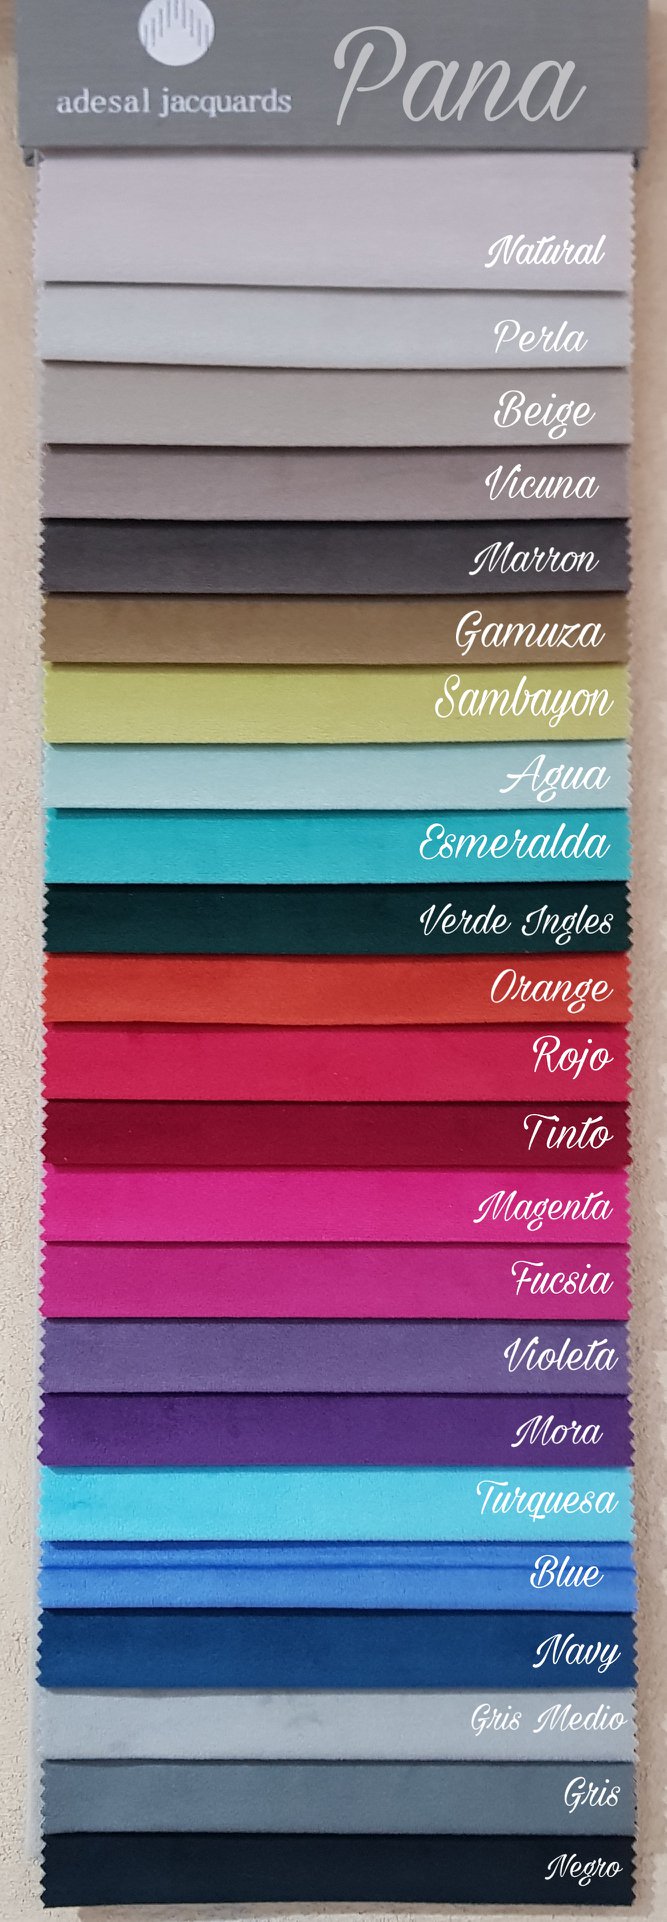 adesal jacquards Pana
Natural
Perla
Beige
Vicuna
Marron
Gamuza
Sambayon
Agua
Esmeralda
Verde Ingles
Orange
Rojo
Tinto
Magenta
Fucsia
Violeta
Mora
Turquesa
Blue
Navy
Gris Medio
Gris
Negro